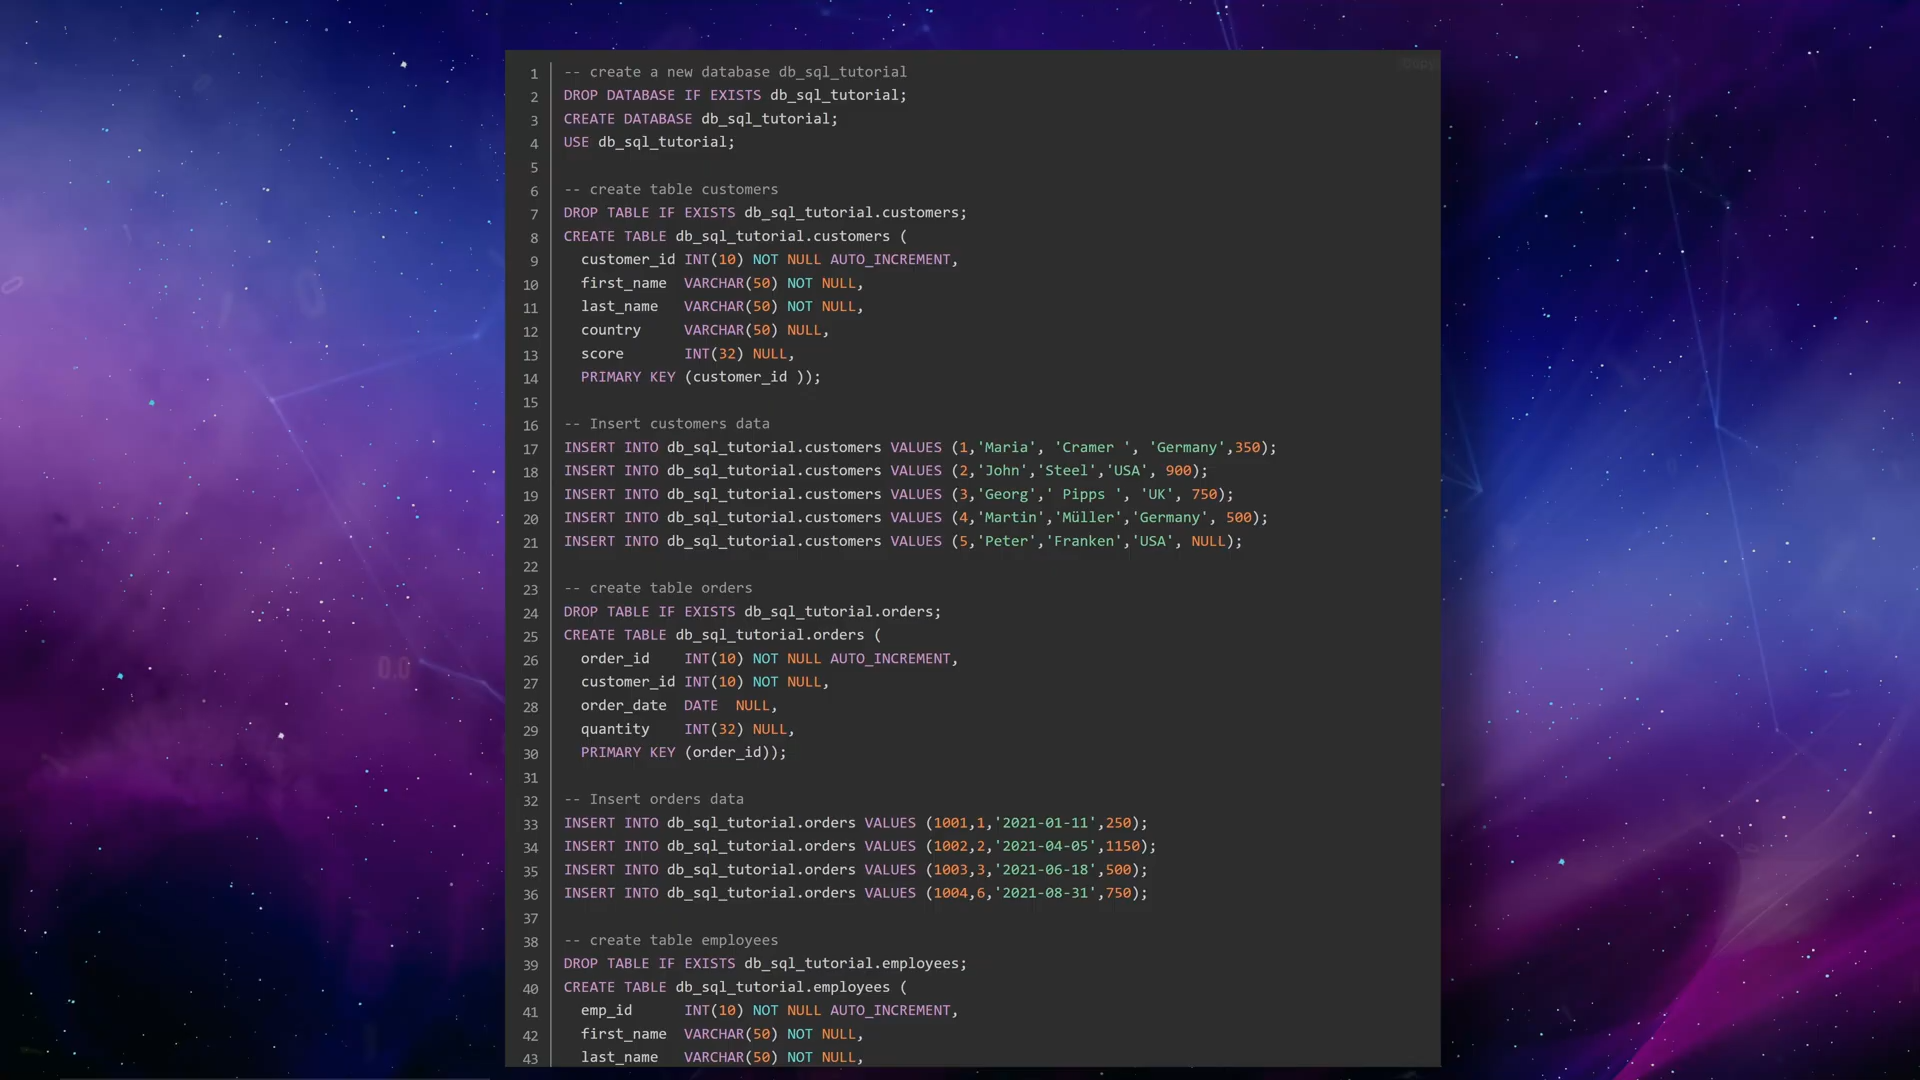 Copy
1 -- create a new database db_sql_tutorial
2 DROP DATABASE IF EXISTS db_sql_tutorial;
3 CREATE DATABASE db_sql_tutorial;
4 USE db_sql_tutorial;
5
6 -- create table customers
7 DROP TABLE IF EXISTS db_sql_tutorial.customers;
8 CREATE TABLE db_sql_tutorial.customers (
9   customer_id INT(10) NOT NULL AUTO_INCREMENT,
10   first_name  VARCHAR(50) NOT NULL,
11   last_name   VARCHAR(50) NOT NULL,
12   country     VARCHAR(50) NULL,
13   score       INT(32) NULL,
14   PRIMARY KEY (customer_id ));
15
16 -- Insert customers data
17 INSERT INTO db_sql_tutorial.customers VALUES (1,'Maria', 'Cramer ', 'Germany',350);
18 INSERT INTO db_sql_tutorial.customers VALUES (2,'John','Steel','USA', 900);
19 INSERT INTO db_sql_tutorial.customers VALUES (3,'Georg',' Pipps ', 'UK', 750);
20 INSERT INTO db_sql_tutorial.customers VALUES (4,'Martin','Müller','Germany', 500);
21 INSERT INTO db_sql_tutorial.customers VALUES (5,'Peter','Franken','USA', NULL);
22
23 -- create table orders
24 DROP TABLE IF EXISTS db_sql_tutorial.orders;
25 CREATE TABLE db_sql_tutorial.orders (
26   order_id    INT(10) NOT NULL AUTO_INCREMENT,
27   customer_id INT(10) NOT NULL,
28   order_date  DATE  NULL,
29   quantity    INT(32) NULL,
30   PRIMARY KEY (order_id));
31
32 -- Insert orders data
33 INSERT INTO db_sql_tutorial.orders VALUES (1001,1,'2021-01-11',250);
34 INSERT INTO db_sql_tutorial.orders VALUES (1002,2,'2021-04-05',1150);
35 INSERT INTO db_sql_tutorial.orders VALUES (1003,3,'2021-06-18',500);
36 INSERT INTO db_sql_tutorial.orders VALUES (1004,6,'2021-08-31',750);
37
38 -- create table employees
39 DROP TABLE IF EXISTS db_sql_tutorial.employees;
40 CREATE TABLE db_sql_tutorial.employees (
41   emp_id      INT(10) NOT NULL AUTO_INCREMENT,
42   first_name  VARCHAR(50) NOT NULL,
43   last_name   VARCHAR(50) NOT NULL,
0.0